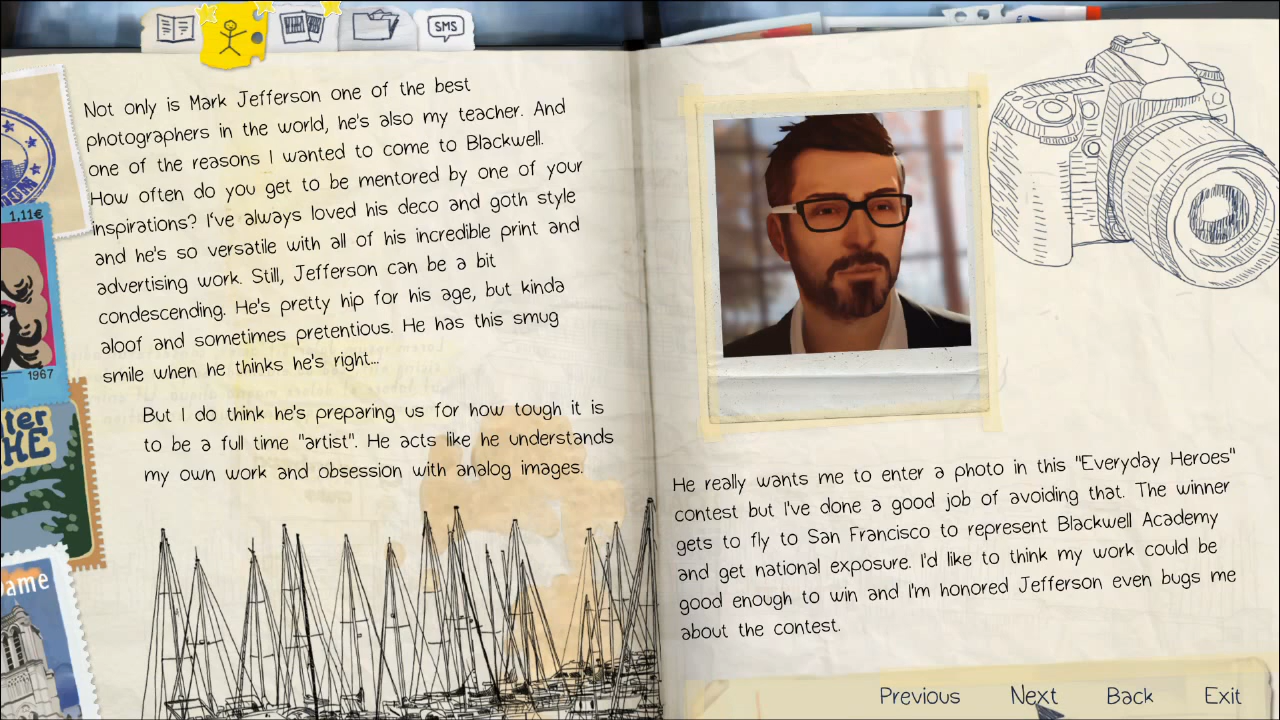 SMS
Not only is Mark Jefferson one of the best
photographers in the world, he's also my teacher. And
one of the reasons I wanted to come to Blackwell.
How often do you get to be mentored by one of your
inspirations? I've always loved his deco and goth style
and he's so versatile with all of his incredible print and
advertising work. Still, Jefferson can be a bit
condescending. He's pretty hip for his age, but kinda
aloof and sometimes pretentious. He has this smug
smile when he thinks he's right...
But I do think he's preparing us for how tough it is
to be a full time "artist". He acts like he understands
my own work and obsession with analog images.
1,11€
1967
He really wants me to enter a photo in this "Everyday Heroes"
contest but I've done a good job of avoiding that. The winner
gets to fly to San Francisco to represent Blackwell Academy
and get national exposure. I'd like to think my work could be
good enough to win and I'm honored Jefferson even bugs me
about the contest.
Previous Next Back Exit